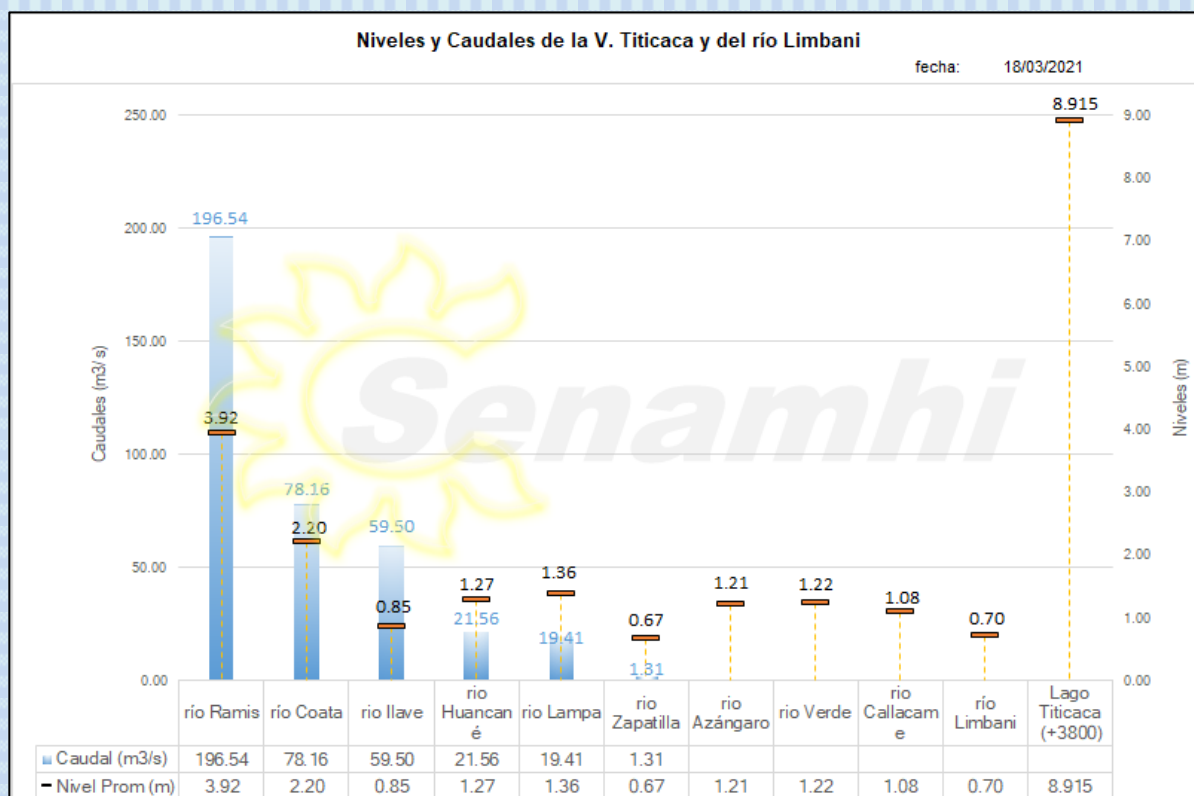 Niveles y Caudales de la V. Titicaca y del río Limbani
fecha: 18/03/2021
Caudales (m3/ s)
250.00
200.00
150.00
100.00
50.00
0.00
Niveles (m)
9.00
8.00
7.00
6.00
5.00
4.00
3.00
2.00
1.00
0.00
Senamhi
196.54
3.92
78.16
2.20
59.50
0.85
1.27
21.56
1.36
19.41
0.67
1.31
1.21
1.22
1.08
0.70
8.915
río Ramis
río Coata
rio Ilave
rio
Huancan
é
rio Lampa
rio
Zapatilla
rio
Azángaro
rio Verde
rio
Callacam
e
río
Limbani
Lago
Titicaca
(+3800)
Caudal (m3/s) 196.54 78.16 59.50 21.56 19.41 1.31
Nivel Prom (m) 3.92 2.20 0.85 1.27 1.36 0.67 1.21 1.22 1.08 0.70 8.915